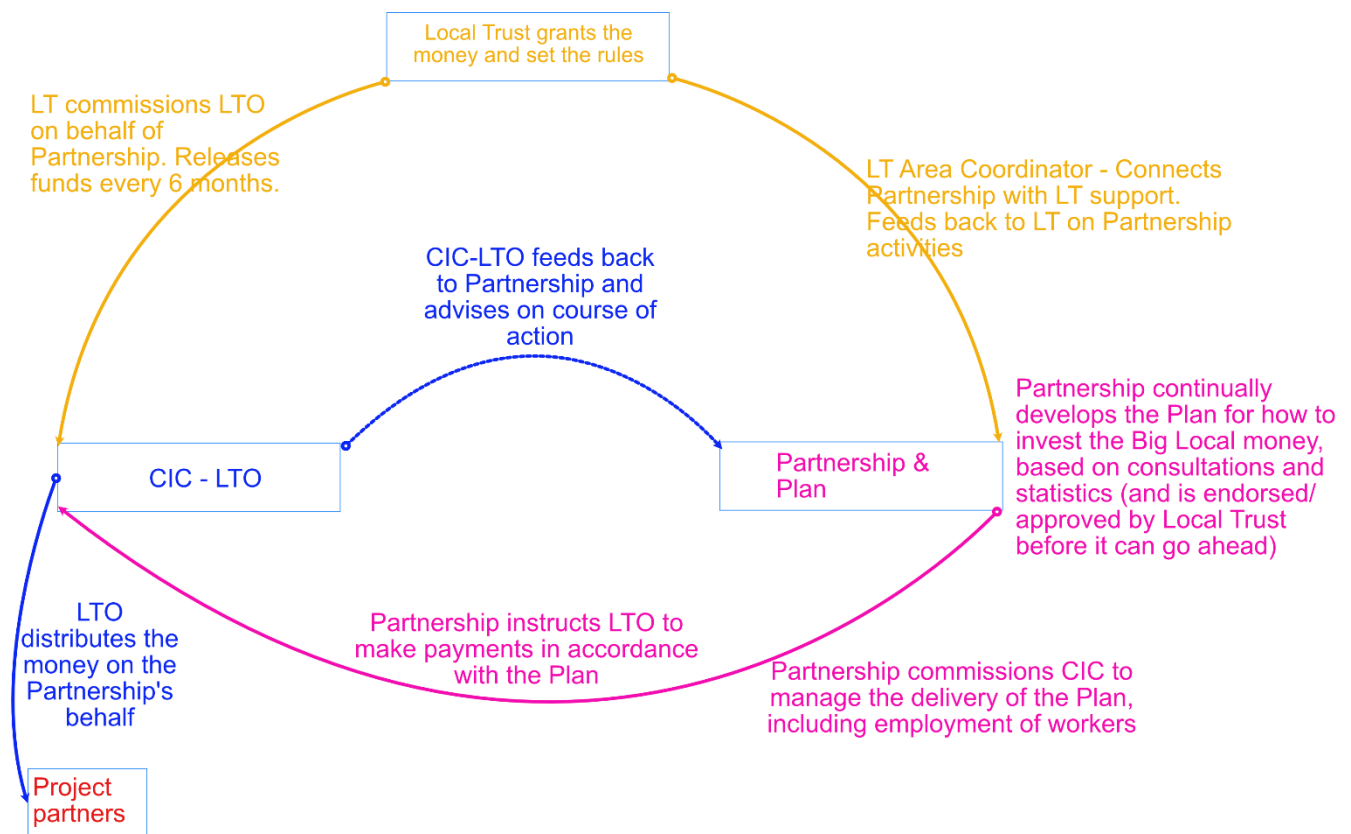 Local Trust grants the
money and set the rules
LT commissions LTO
on behalf of
Partnership. Releases
funds every 6 months.
LT Area Coordinator - Connects
Partnership with LT support.
Feeds back to LT on Partnership
activities
CIC-LTO feeds back
to Partnership and
advises on course of
action
Partnership continually
develops the Plan for how to
invest the Big Local money,
based on consultations and
statistics (and is endorsed/
approved by Local Trust
before it can go ahead)
CIC - LTO
Partnership &
Plan
LTO
distributes the
money on the
Partnership's
behalf
Partnership instructs LTO to
make payments in accordance
with the Plan
Partnership commissions CIC to
manage the delivery of the Plan,
including employment of workers
Project
partners